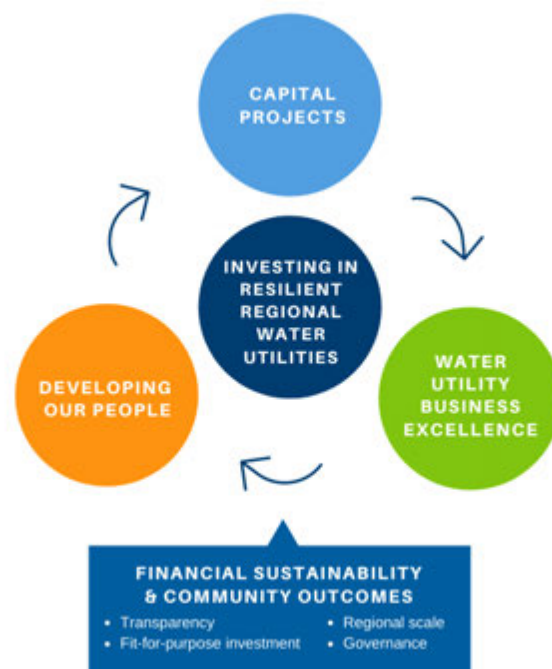 CAPITAL
PROJECTS
INVESTING IN
RESILIENT
REGIONAL
WATER
UTILITIES
DEVELOPING
OUR PEOPLE
WATER
UTILITY
BUSINESS
EXCELLENCE
FINANCIAL SUSTAINABILITY
& COMMUNITY OUTCOMES
• Transparency
• Fit-for-purpose investment
• Regional scale
• Governance